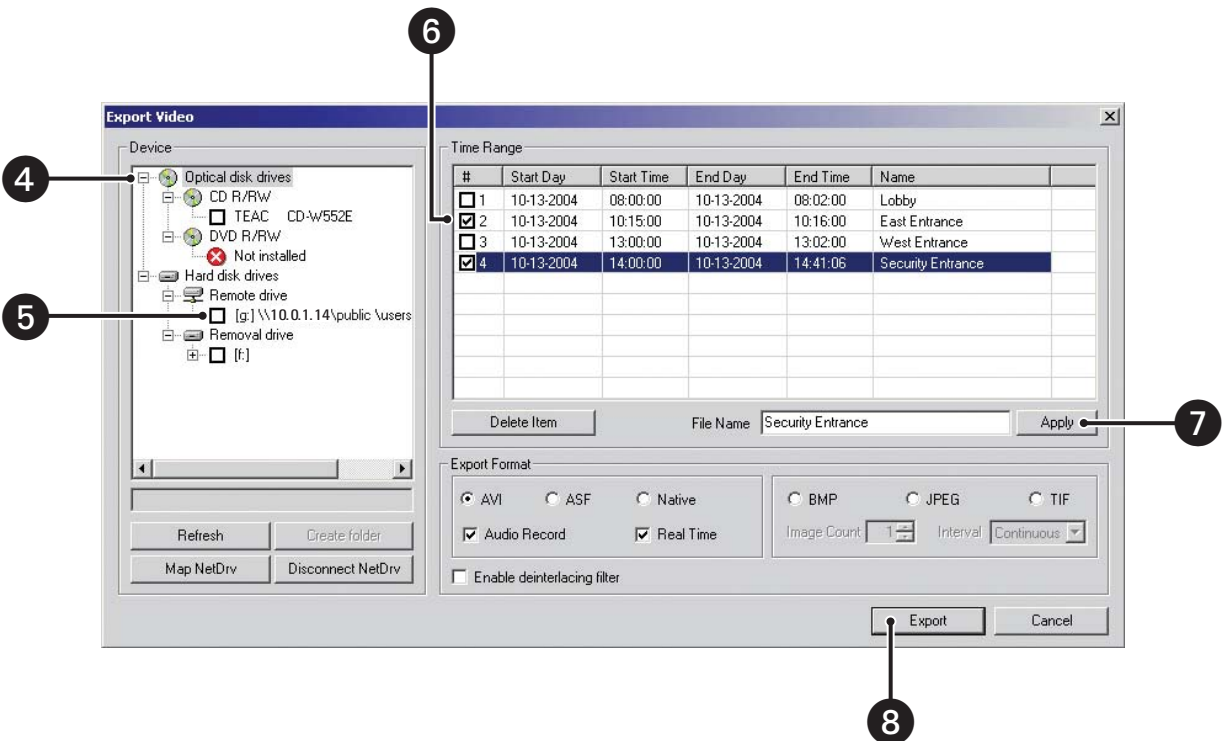 6
Export Video
Device
4
Optical disk drives
CD R/RW
TEAC CD-W552E
DVD R/RW
Not installed
Hard disk drives
Remote drive
5
[g:] \\10.0.1.14\public \users
Removal drive
[f:]
Refresh
Create folder
Map NetDrv
Disconnect NetDrv
Time Range
# Start Day Start Time End Day End Time Name
1 10-13-2004 08:00:00 10-13-2004 08:02:00 Lobby
2 10-13-2004 10:15:00 10-13-2004 10:16:00 East Entrance
3 10-13-2004 13:00:00 10-13-2004 13:02:00 West Entrance
4 10-13-2004 14:00:00 10-13-2004 14:41:06 Security Entrance
Delete Item File Name Security Entrance Apply
7
Export Format
AVI ASF Native
Audio Record Real Time
BMP JPEG TIF
Image Count 1 Interval Continuous
Enable deinterlacing filter
Export Cancel
8